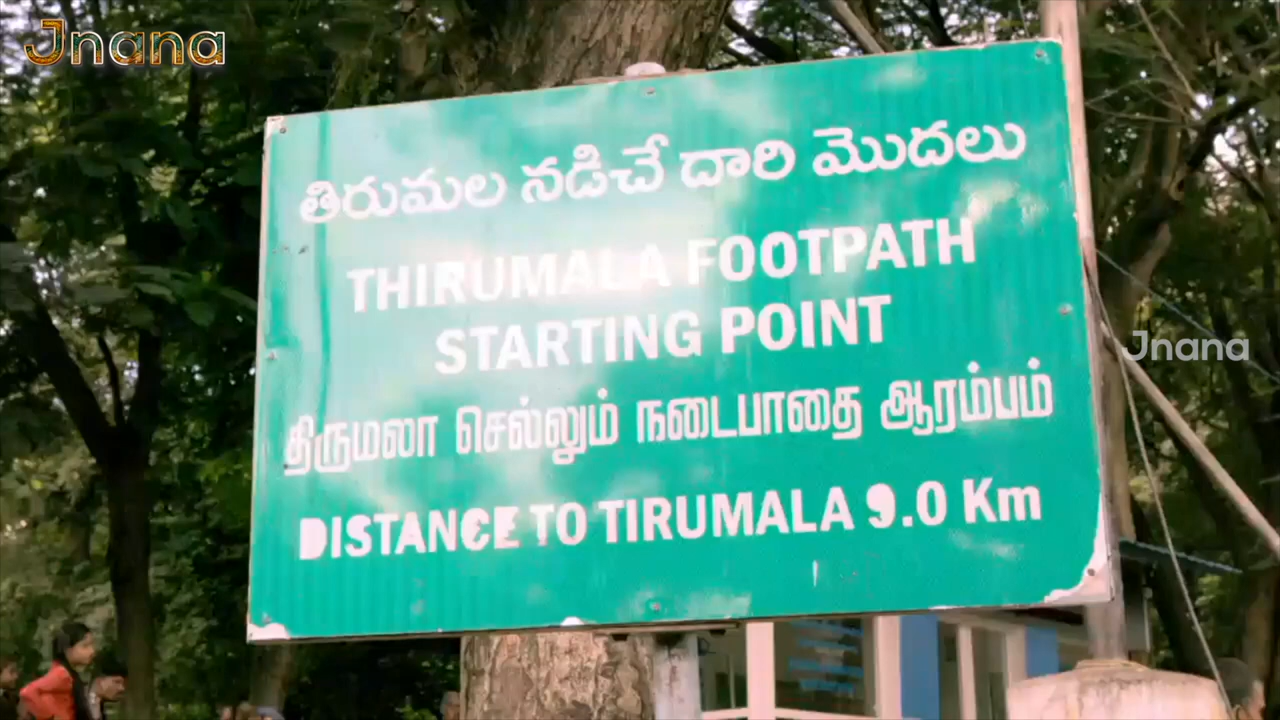 Jnana
తిరుమల నడిచే దారి మొదలు
THIRUMALA FOOTPATH
STARTING POINT
Jnana
திருமலா செல்லும் நடைபாதை ஆரம்பம்
DISTANCE TO TIRUMALA 9.0 Km